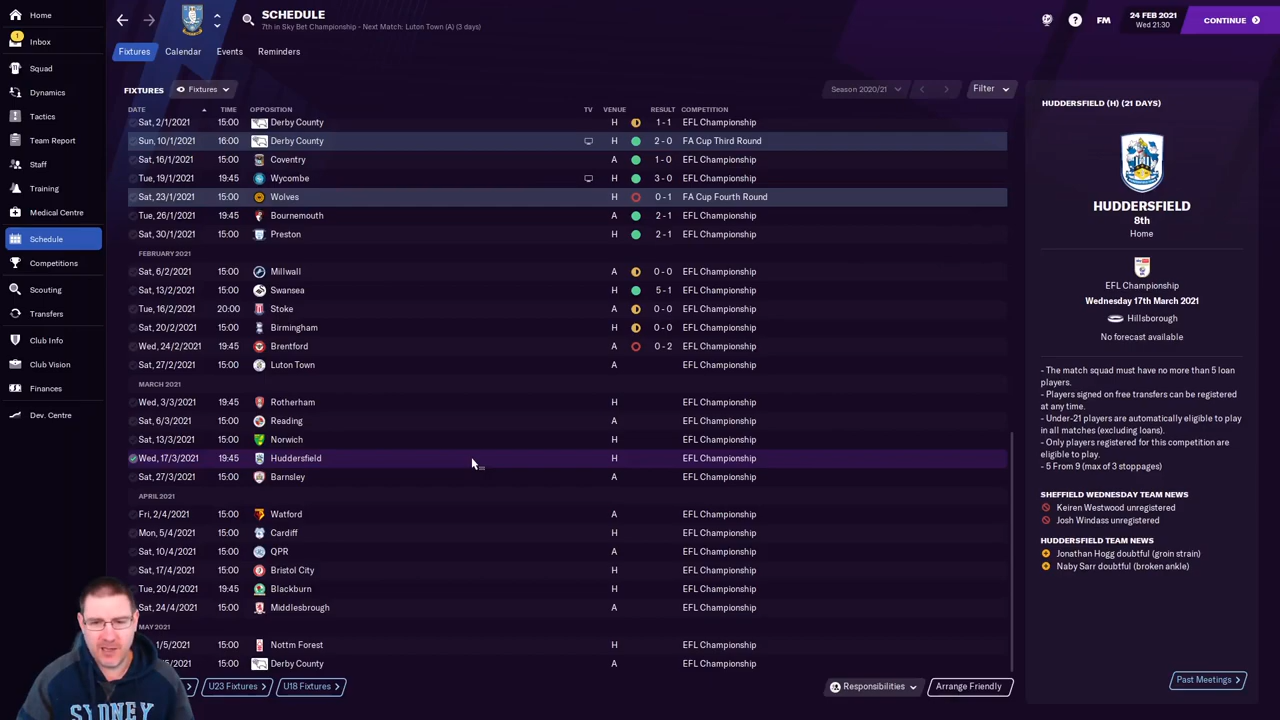 SCHEDULE
7th in Sky Bet Championship - Next Match: Luton Town (A) (3 days)
FM
24 FEB 2021
Wed 21:30
CONTINUE
1
Home
Inbox
Squad
Dynamics
Tactics
Team Report
Staff
Training
Medical Centre
Schedule
Competitions
Scouting
Transfers
Club Info
Club Vision
Finances
Dev. Centre
Fixtures Calendar Events Reminders
FIXTURES Fixtures Season 2020/21 Filter
DATE TIME OPPOSITION TV VENUE RESULT COMPETITION
Sat, 2/1/2021 15:00 Derby County H 1 - 1 EFL Championship
Sun, 10/1/2021 16:00 Derby County H 2 - 0 FA Cup Third Round
Sat, 16/1/2021 15:00 Coventry A 1 - 0 EFL Championship
Tue, 19/1/2021 19:45 Wycombe H 3 - 0 EFL Championship
Sat, 23/1/2021 15:00 Wolves H 0 - 1 FA Cup Fourth Round
Tue, 26/1/2021 19:45 Bournemouth A 2 - 1 EFL Championship
Sat, 30/1/2021 15:00 Preston H 2 - 1 EFL Championship
FEBRUARY 2021
Sat, 6/2/2021 15:00 Millwall A 0 - 0 EFL Championship
Sat, 13/2/2021 15:00 Swansea H 5 - 1 EFL Championship
Tue, 16/2/2021 20:00 Stoke A 0 - 0 EFL Championship
Sat, 20/2/2021 15:00 Birmingham H 0 - 0 EFL Championship
Wed, 24/2/2021 19:45 Brentford A 0 - 2 EFL Championship
Sat, 27/2/2021 15:00 Luton Town A EFL Championship
MARCH 2021
Wed, 3/3/2021 19:45 Rotherham H EFL Championship
Sat, 6/3/2021 15:00 Reading A EFL Championship
Sat, 13/3/2021 15:00 Norwich H EFL Championship
Wed, 17/3/2021 19:45 Huddersfield H EFL Championship
Sat, 27/3/2021 15:00 Barnsley A EFL Championship
APRIL 2021
Fri, 2/4/2021 15:00 Watford A EFL Championship
Mon, 5/4/2021 15:00 Cardiff H EFL Championship
Sat, 10/4/2021 15:00 QPR A EFL Championship
Sat, 17/4/2021 15:00 Bristol City H EFL Championship
Tue, 20/4/2021 19:45 Blackburn H EFL Championship
Sat, 24/4/2021 15:00 Middlesbrough A EFL Championship
MAY 2021
1/5/2021 15:00 Nottm Forest H EFL Championship
/5/2021 15:00 Derby County A EFL Championship
U23 Fixtures U18 Fixtures Responsibilities Arrange Friendly
HUDDERSFIELD (H) (21 DAYS)
HUDDERSFIELD
8th
Home
EFL Championship
Wednesday 17th March 2021
Hillsborough
No forecast available
- The match squad must have no more than 5 loan
players.
- Players signed on free transfers can be registered
at any time.
- Under-21 players are automatically eligible to play
in all matches (excluding loans).
- Only players registered for this competition are
eligible to play.
- 5 From 9 (max of 3 stoppages)
SHEFFIELD WEDNESDAY TEAM NEWS
Keiren Westwood unregistered
Josh Windass unregistered
HUDDERSFIELD TEAM NEWS
Jonathan Hogg doubtful (groin strain)
Naby Sarr doubtful (broken ankle)
Past Meetings
SYDNEY